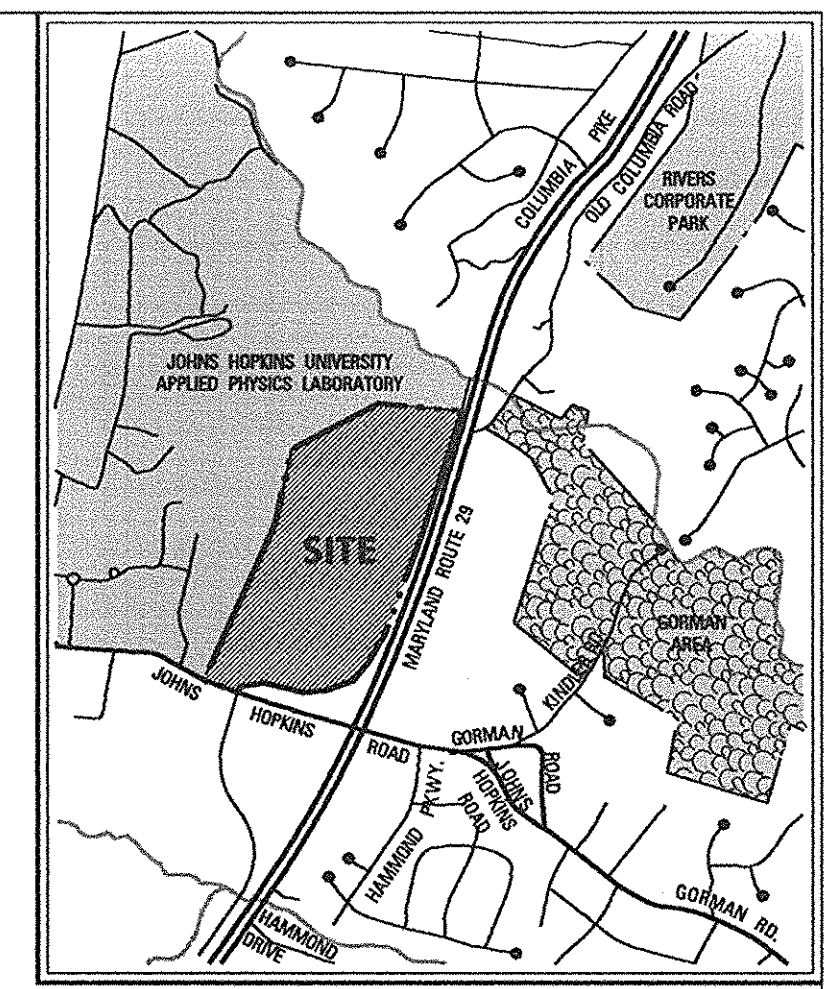 COLUMBIA PIKE
OLD COLUMBIA ROAD
RIVERS
CORPORATE
PARK
JOHNS HOPKINS UNIVERSITY
APPLIED PHYSICS LABORATORY
SITE
MARYLAND ROUTE 29
GORMAN
AREA
KINDLER RD.
JOHNS HOPKINS ROAD
GORMAN ROAD
JOHNS HOPKINS
ROAD
HAMMOND PKWY.
GORMAN RD.
HAMMOND
DRIVE